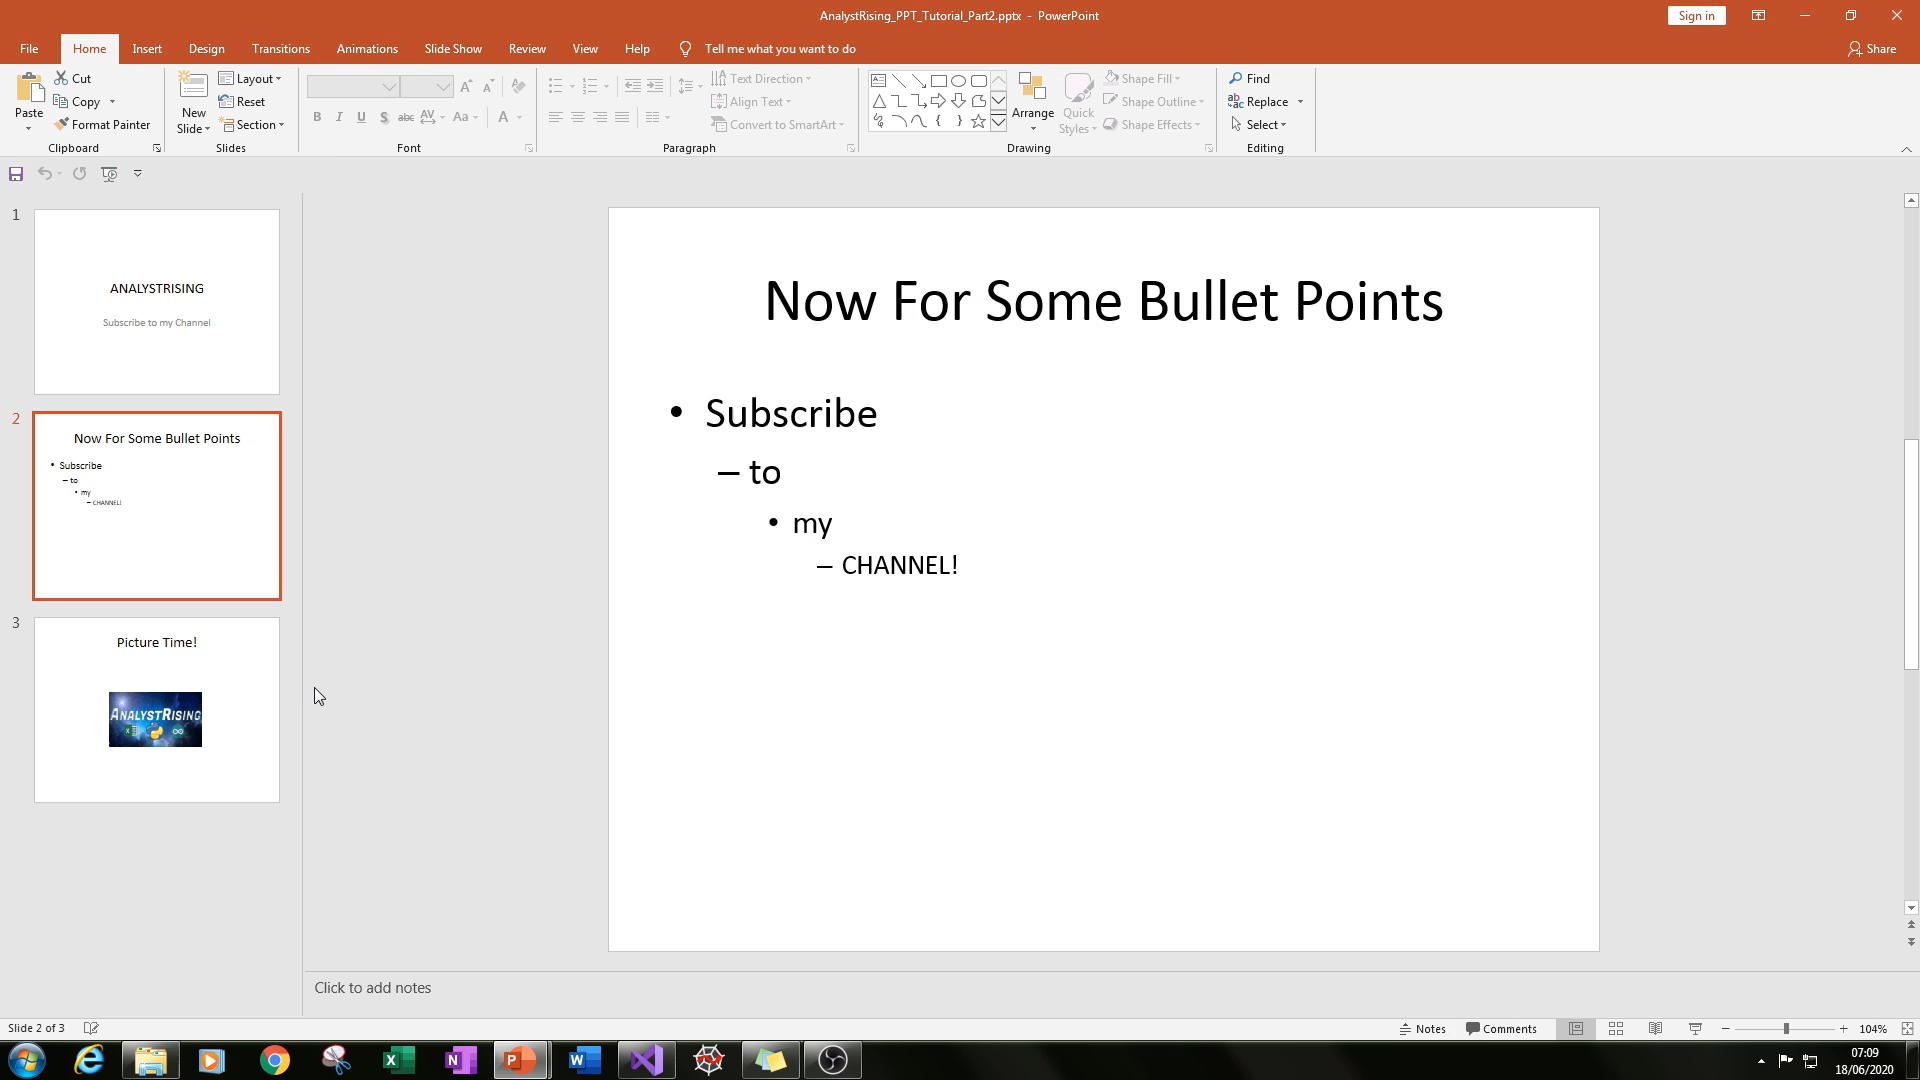 AnalystRising_PPT_Tutorial_Part2.pptx - PowerPoint
Sign in
File Home Insert Design Transitions Animations Slide Show Review View Help Tell me what you want to do
Share
Paste
Cut
Copy
Format Painter
Clipboard
New
Slide
Layout
Reset
Section
Slides
B I U S abc AV Aa A
Font
Text Direction
Align Text
Convert to SmartArt
Paragraph
Arrange
Quick
Styles
Shape Fill
Shape Outline
Shape Effects
Drawing
Find
Replace
Select
Editing
1
ANALYSTRISING
Subscribe to my Channel
2
Now For Some Bullet Points
• Subscribe
– to
• my
– CHANNEL!
3
Picture Time!
ANALYSTRISING
Now For Some Bullet Points
• Subscribe
– to
• my
– CHANNEL!
Click to add notes
Slide 2 of 3
Notes
Comments
104%
07:09
18/06/2020